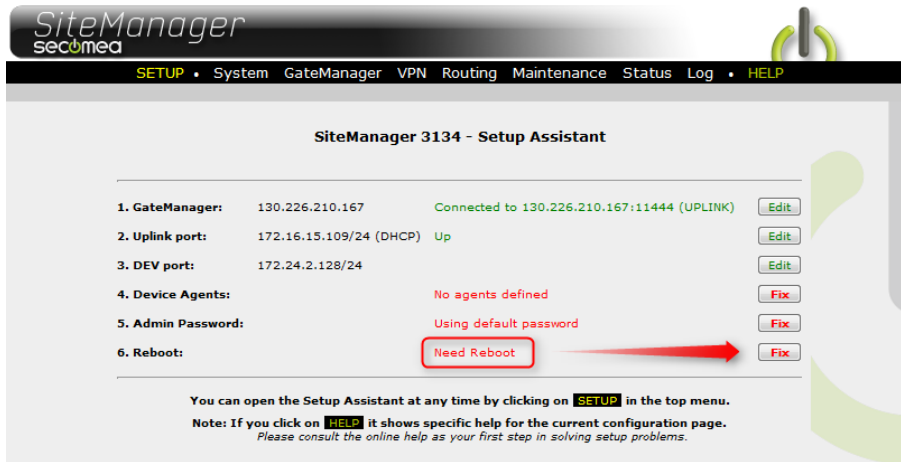 SiteManager
secomea
SETUP • System GateManager VPN Routing Maintenance Status Log • HELP
SiteManager 3134 - Setup Assistant
1. GateManager: 130.226.210.167 Connected to 130.226.210.167:11444 (UPLINK) Edit
2. Uplink port: 172.16.15.109/24 (DHCP) Up Edit
3. DEV port: 172.24.2.128/24 Edit
4. Device Agents: No agents defined Fix
5. Admin Password: Using default password Fix
6. Reboot: Need Reboot Fix
You can open the Setup Assistant at any time by clicking on SETUP in the top menu.
Note: If you click on HELP it shows specific help for the current configuration page.
Please consult the online help as your first step in solving setup problems.